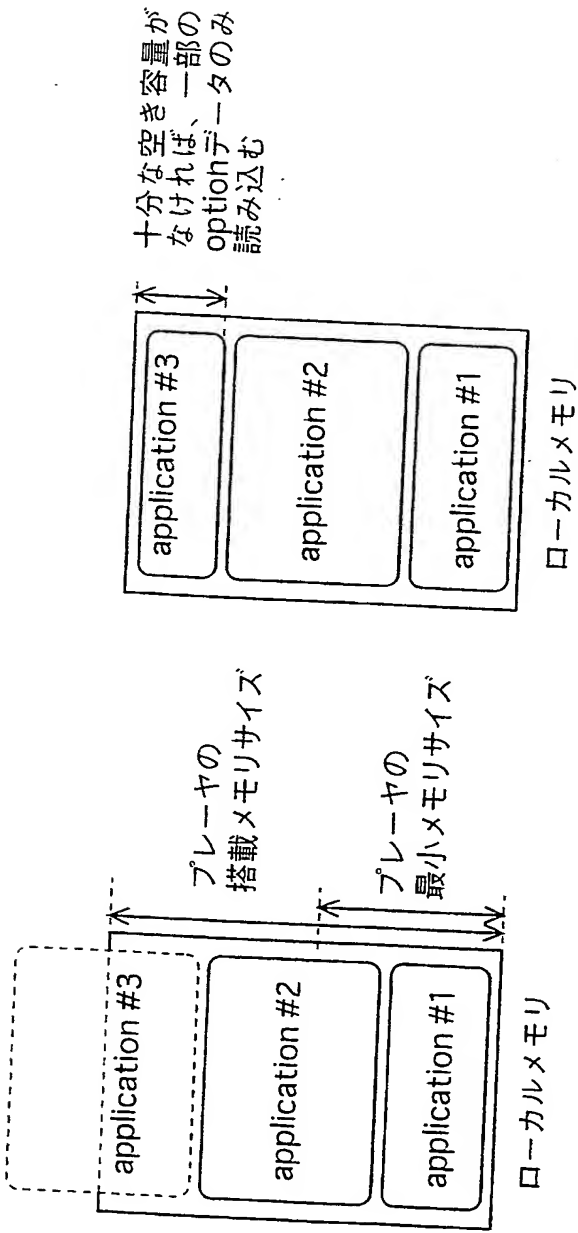 application #3
application #2
application #1
ローカルメモリ
プレーヤの
搭載メモリサイズ
プレーヤの
最小メモリサイズ
application #3
application #2
application #1
ローカルメモリ
十分な空き容量が
なければ、一部の
optionデータのみ
読み込む